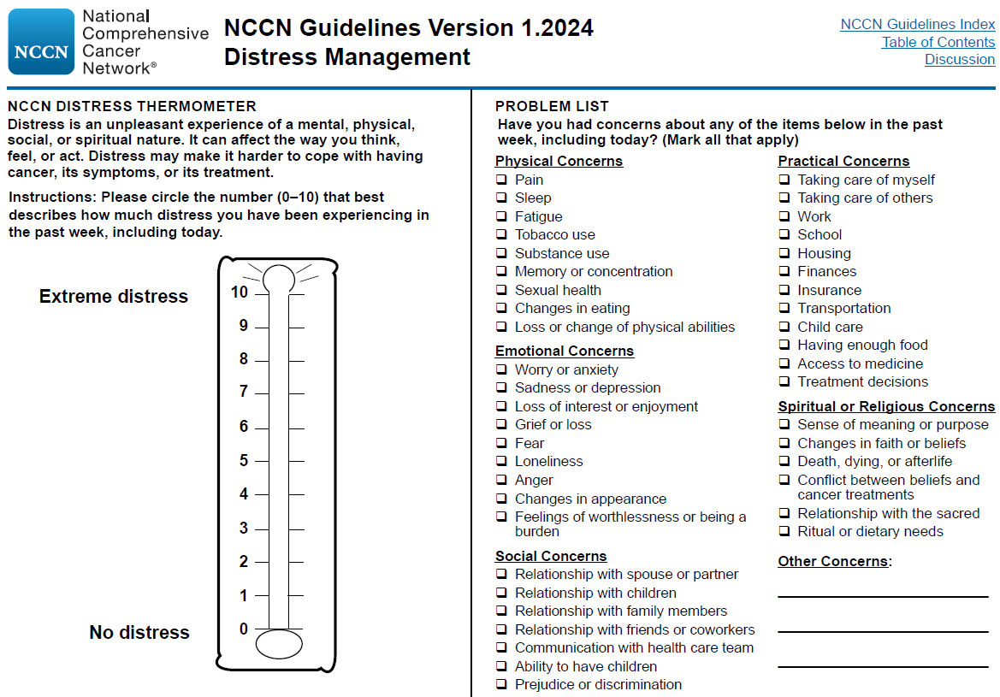 NCCN
National
Comprehensive
Cancer
Network®
NCCN Guidelines Version 1.2024
Distress Management
NCCN Guidelines Index
Table of Contents
Discussion
NCCN DISTRESS THERMOMETER
Distress is an unpleasant experience of a mental, physical,
social, or spiritual nature. It can affect the way you think,
feel, or act. Distress may make it harder to cope with having
cancer, its symptoms, or its treatment.
Instructions: Please circle the number (0–10) that best
describes how much distress you have been experiencing in
the past week, including today.
Extreme distress
10
9
8
7
6
5
4
3
2
1
0
No distress
PROBLEM LIST
Have you had concerns about any of the items below in the past
week, including today? (Mark all that apply)
Physical Concerns
❑ Pain
❑ Sleep
❑ Fatigue
❑ Tobacco use
❑ Substance use
❑ Memory or concentration
❑ Sexual health
❑ Changes in eating
❑ Loss or change of physical abilities
Emotional Concerns
❑ Worry or anxiety
❑ Sadness or depression
❑ Loss of interest or enjoyment
❑ Grief or loss
❑ Fear
❑ Loneliness
❑ Anger
❑ Changes in appearance
❑ Feelings of worthlessness or being a
burden
Social Concerns
❑ Relationship with spouse or partner
❑ Relationship with children
❑ Relationship with family members
❑ Relationship with friends or coworkers
❑ Communication with health care team
❑ Ability to have children
❑ Prejudice or discrimination
Practical Concerns
❑ Taking care of myself
❑ Taking care of others
❑ Work
❑ School
❑ Housing
❑ Finances
❑ Insurance
❑ Transportation
❑ Child care
❑ Having enough food
❑ Access to medicine
❑ Treatment decisions
Spiritual or Religious Concerns
❑ Sense of meaning or purpose
❑ Changes in faith or beliefs
❑ Death, dying, or afterlife
❑ Conflict between beliefs and
cancer treatments
❑ Relationship with the sacred
❑ Ritual or dietary needs
Other Concerns: